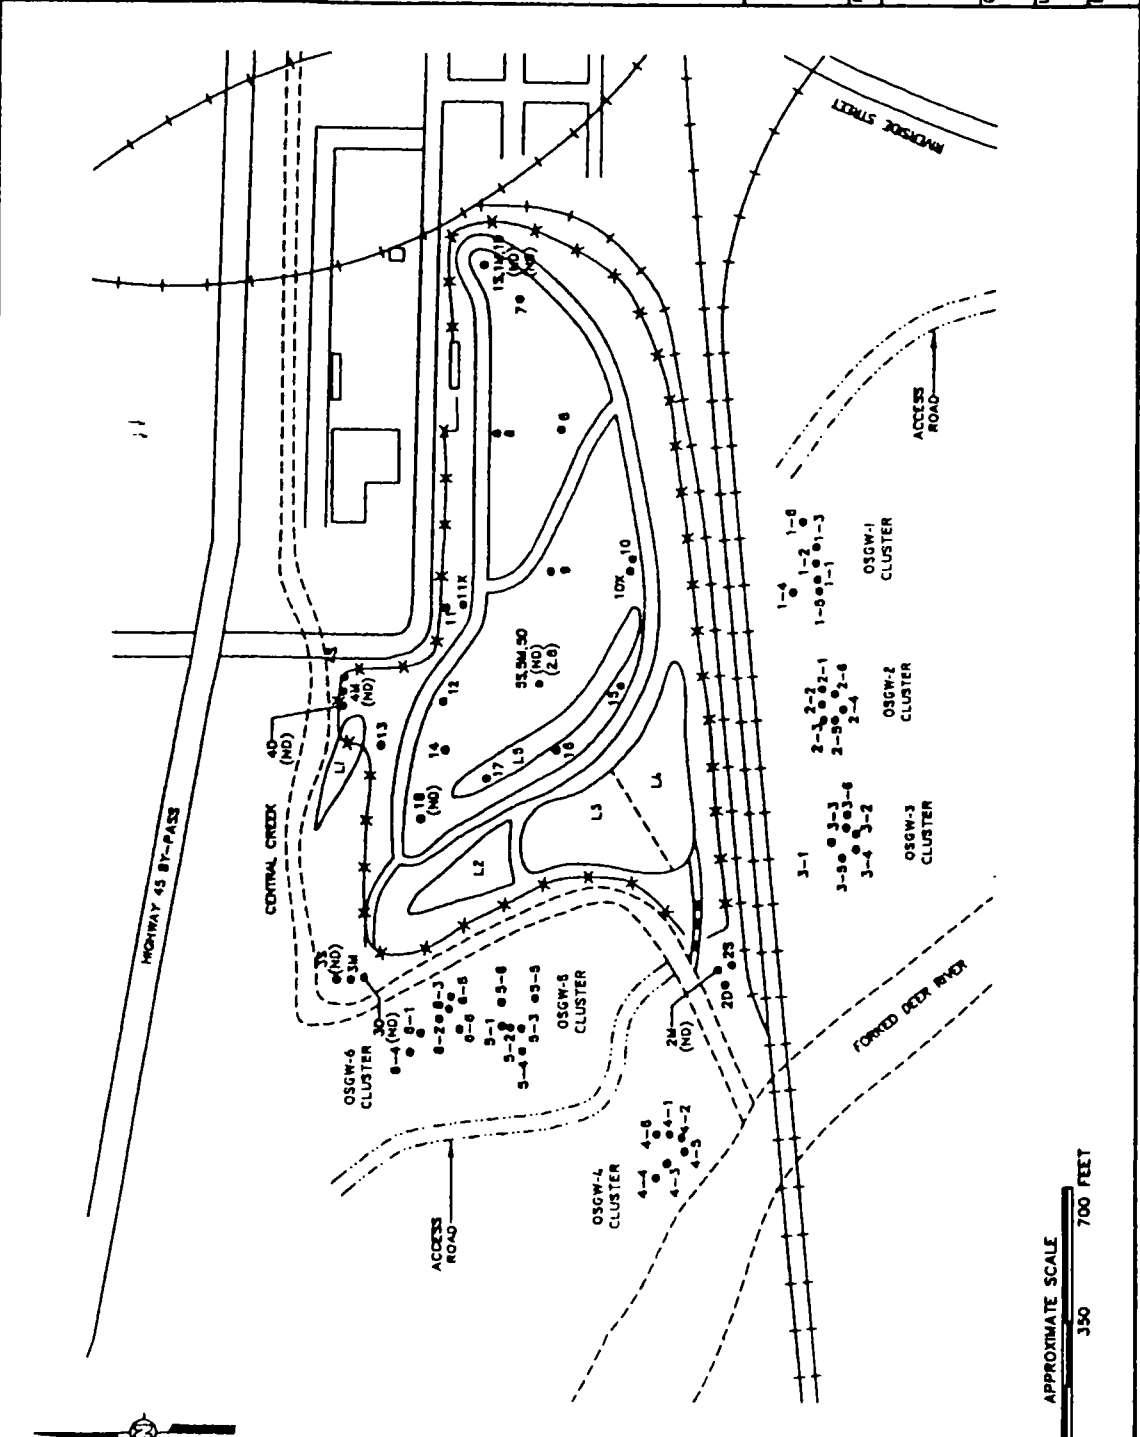 RIVERSIDE STREET
7
6
ACCESS
ROAD
8
9
10
10X
11
11X
12
13
14
15
16
17
18
(ND)
5S,5M,5D
(ND)
(2.6)
4S
4M
(ND)
4D
(ND)
L1
L2
L3
L4
L5
CENTRAL CREEK
HIGHWAY 45 BY-PASS
3S
(ND)
3M
3D
(ND)
2S
2D
2M
(ND)
1-6
1-3
1-2
1-1
1-4
1-5
OSGW-1
CLUSTER
2-1
2-2
2-6
2-3
2-5
2-4
OSGW-2
CLUSTER
3-3
3-6
3-1
3-2
3-5
3-4
OSGW-3
CLUSTER
4-6
4-1
4-2
4-4
4-3
4-5
OSGW-4
CLUSTER
5-6
5-5
5-1
5-2
5-3
5-4
OSGW-5
CLUSTER
6-3
6-5
6-1
6-2
6-6
6-4
OSGW-6
CLUSTER
FORKED DEER RIVER
ACCESS
ROAD
APPROXIMATE SCALE
350
700 FEET